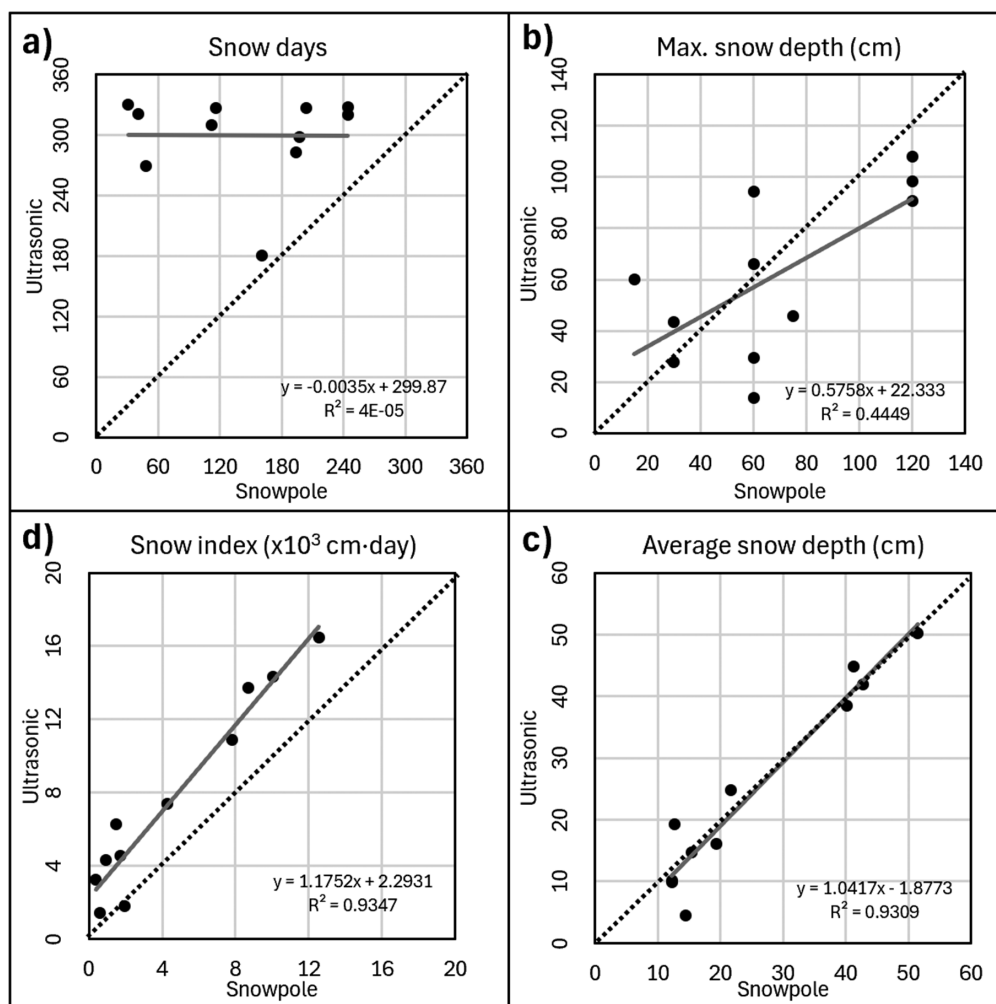 a)
Snow days
360
300
240
180
120
60
0
Ultrasonic
y = -0.0035x + 299.87
R² = 4E-05
0 60 120 180 240 300 360
Snowpole
b)
Max. snow depth (cm)
140
120
100
80
60
40
20
0
Ultrasonic
y = 0.5758x + 22.333
R² = 0.4449
0 20 40 60 80 100 120 140
Snowpole
d)
Snow index (x10³ cm·day)
20
16
12
8
4
0
Ultrasonic
y = 1.1752x + 2.2931
R² = 0.9347
0 4 8 12 16 20
Snowpole
c)
Average snow depth (cm)
60
50
40
30
20
10
0
Ultrasonic
y = 1.0417x - 1.8773
R² = 0.9309
0 10 20 30 40 50 60
Snowpole